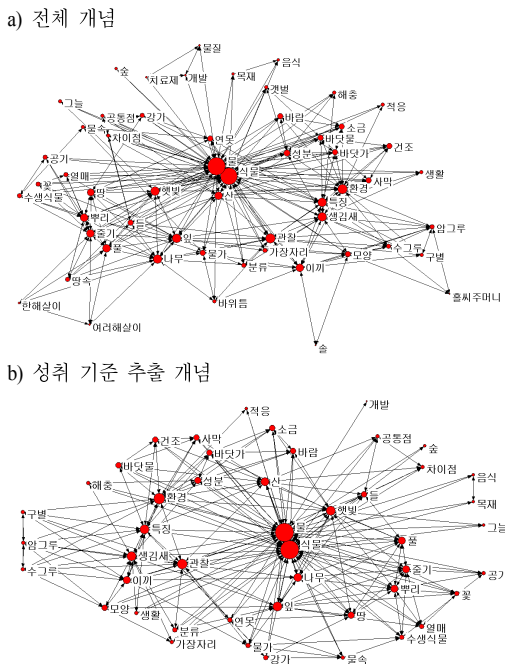 a) 전체 개념
물질
숲
치료제
개발
목재
음식
갯벌
해충
그늘
적응
공통점
강기
바람
물속
차이점
연못
소금
바닷물
건조
공기
성분
바닷가
물
식물
열매
꽃
생활
수생식물
땅
햇빛
산
환경
사막
뿌리
들
특징
생김새
줄기
잎
관찰
암그루
풀
나무
물가
가장자리
수그루
분류
이끼
모양
구별
땅속
한해살이
바위틈
홀씨주머니
여러해살이
솔
b) 성취 기준 추출 개념
적응
개발
건조
사막
소금
공통점
바닷가
바람
숲
바닷물
차이점
성분
산
음식
해충
환경
들
목재
구별
햇빛
특징
물
그늘
암그루
식물
풀
생김새
관찰
수그루
이끼
나무
줄기
공기
뿌리
꽃
모양
생활
잎
땅
연못
열매
분류
수생식물
가장자리
물기
강가
물속